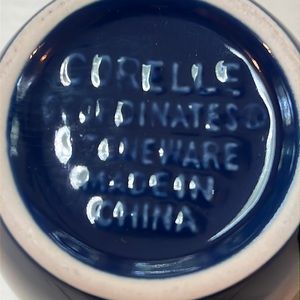 CORELLE
COORDINATES®
STONEWARE
MADE IN
CHINA